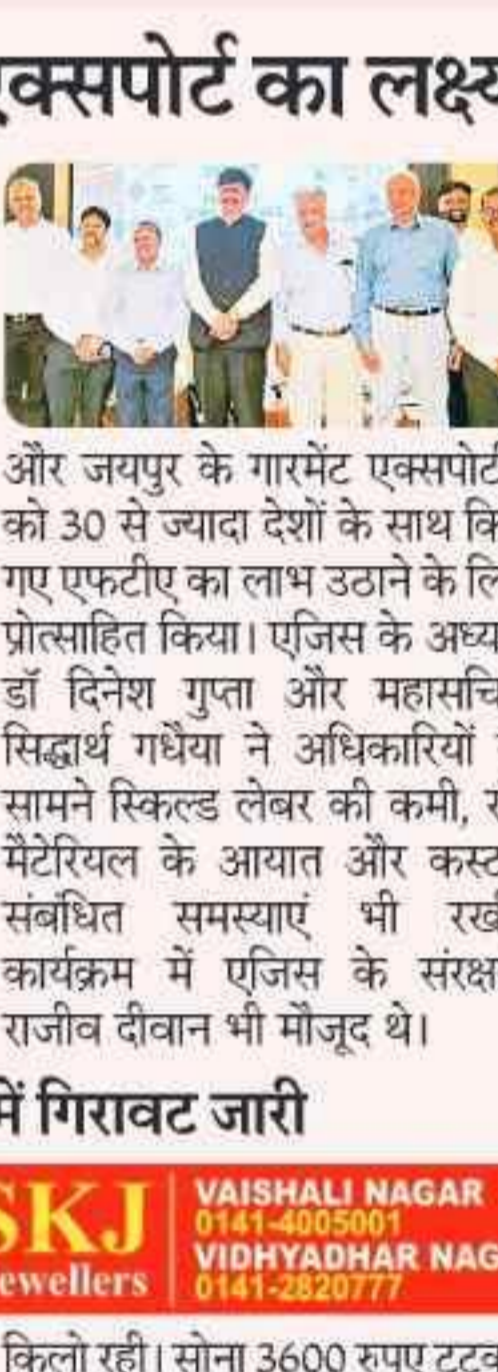 एक्सपोर्ट का लक्ष्य
और जयपुर के गारमेंट एक्सपोर्ट
को 30 से ज्यादा देशों के साथ कि
गए एफटीए का लाभ उठाने के लि
प्रोत्साहित किया। एजिस के अध्य
डॉ दिनेश गुप्ता और महासचि
सिद्धार्थ गधैया ने अधिकारियों
सामने स्किल्ड लेबर की कमी,
मैटेरियल के आयात और कस्ट
संबंधित समस्याएं भी रख
कार्यक्रम में एजिस के संरक्ष
राजीव दीवान भी मौजूद थे।
में गिरावट जारी
SKJ
ewellers
VAISHALI NAGAR
0141-4005001
VIDHYADHAR NAG
0141-2820777
किलो रही। सोना 3600 रुपए टूटक